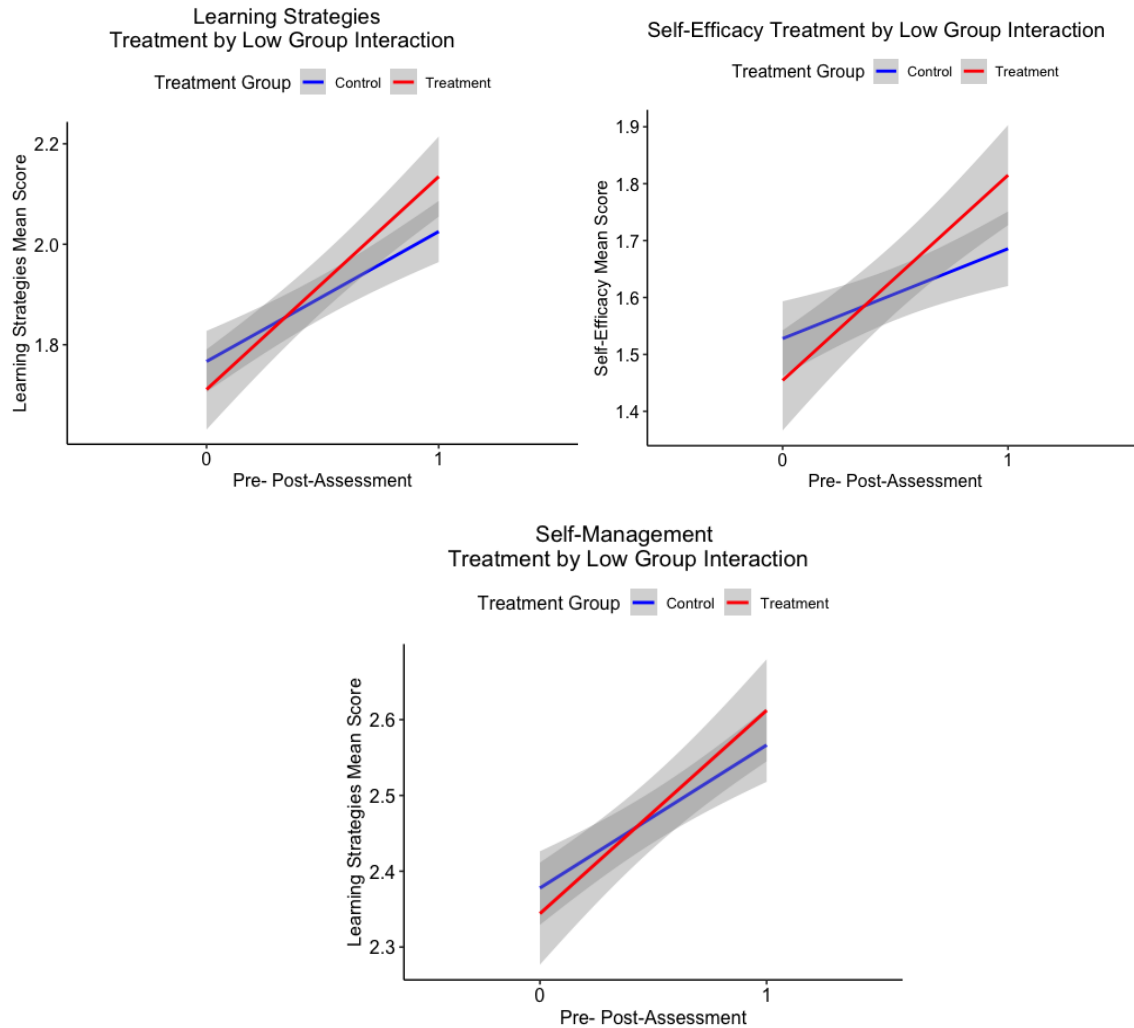 Learning Strategies
Treatment by Low Group Interaction
Treatment Group Control Treatment
2.2
2.0
1.8
Learning Strategies Mean Score
0 1
Pre- Post-Assessment
Self-Efficacy Treatment by Low Group Interaction
Treatment Group Control Treatment
1.9
1.8
1.7
1.6
1.5
1.4
Self-Efficacy Mean Score
0 1
Pre- Post-Assessment
Self-Management
Treatment by Low Group Interaction
Treatment Group Control Treatment
2.6
2.5
2.4
2.3
Learning Strategies Mean Score
0 1
Pre- Post-Assessment